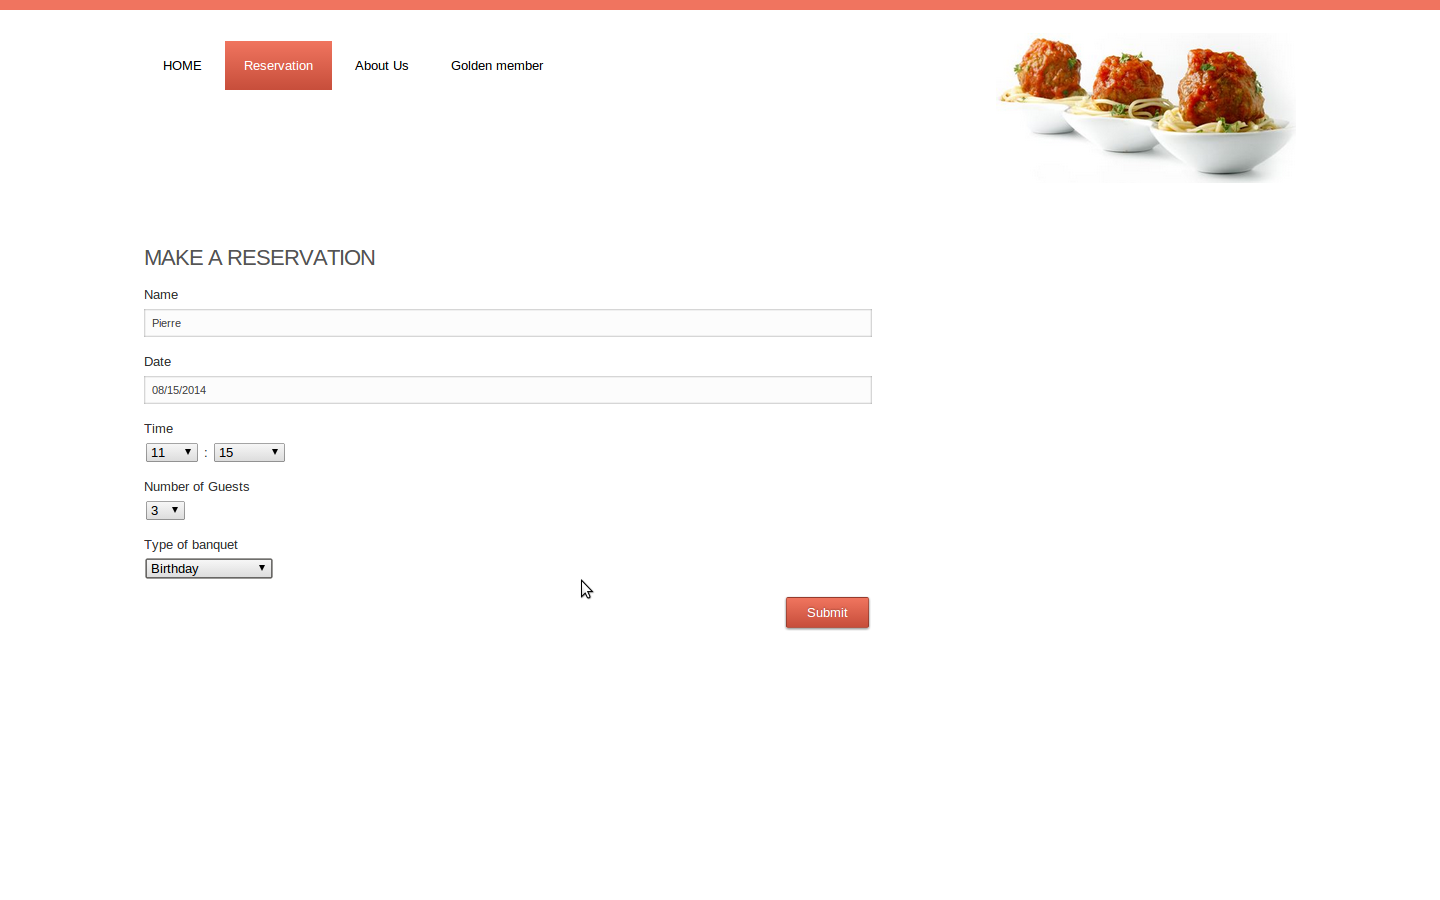 HOME Reservation About Us Golden member
MAKE A RESERVATION
Name
Pierre
Date
08/15/2014
Time
11 : 15
Number of Guests
3
Type of banquet
Birthday
Submit